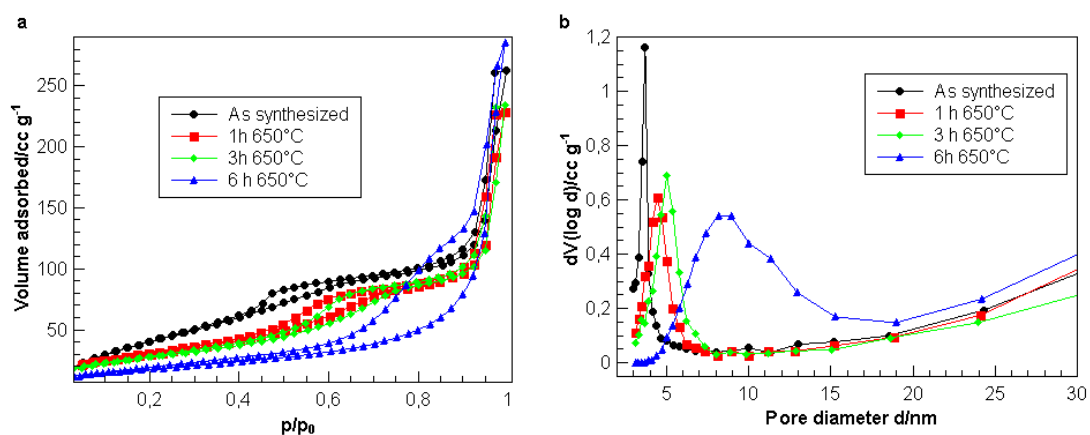 a
Volume adsorbed/cc g⁻¹
250
200
150
100
50
As synthesized
1h 650°C
3h 650°C
6 h 650°C
0,2
0,4
0,6
0,8
1
p/p₀
b
dV(log d)/cc g⁻¹
1,2
1
0,8
0,6
0,4
0,2
0
As synthesized
1 h 650°C
3 h 650°C
6h 650°C
5
10
15
20
25
30
Pore diameter d/nm